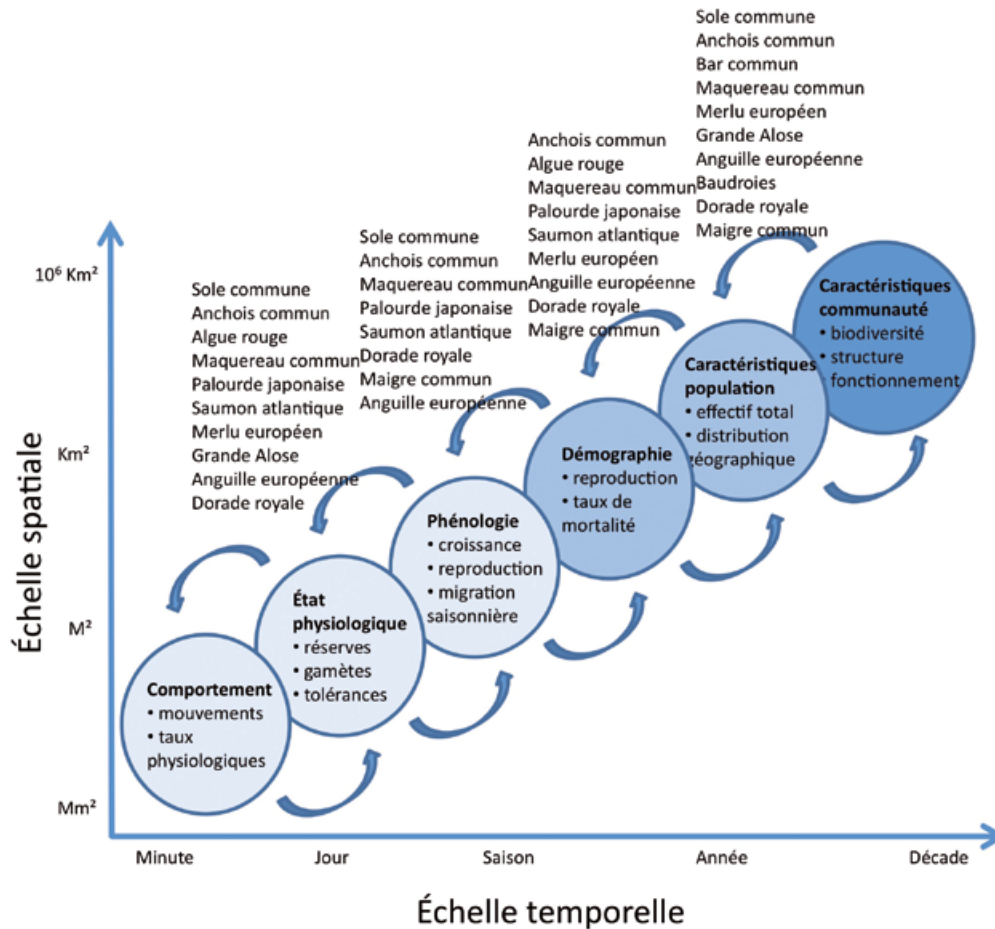 Sole commune
Anchois commun
Bar commun
Maquereau commun
Merlu européen
Grande Alose
Anguille européenne
Baudroies
Dorade royale
Maigre commun
Anchois commun
Algue rouge
Maquereau commun
Palourde japonaise
Saumon atlantique
Merlu européen
Anguille européenne
Dorade royale
Maigre commun
Sole commune
Anchois commun
Maquereau commun
Palourde japonaise
Saumon atlantique
Dorade royale
Maigre commun
Anguille européenne
Sole commune
Anchois commun
Algue rouge
Maquereau commun
Palourde japonaise
Saumon atlantique
Merlu européen
Grande Alose
Anguille européenne
Dorade royale
Échelle spatiale
10⁶ Km²
Km²
M²
Mm²
Comportement
• mouvements
• taux
physiologiques
État
physiologique
• réserves
• gamètes
• tolérances
Phénologie
• croissance
• reproduction
• migration
saisonnière
Démographie
• reproduction
• taux de
mortalité
Caractéristiques
population
• effectif total
• distribution
géographique
Caractéristiques
communauté
• biodiversité
• structure
fonctionnement
Minute
Jour
Saison
Année
Décade
Échelle temporelle